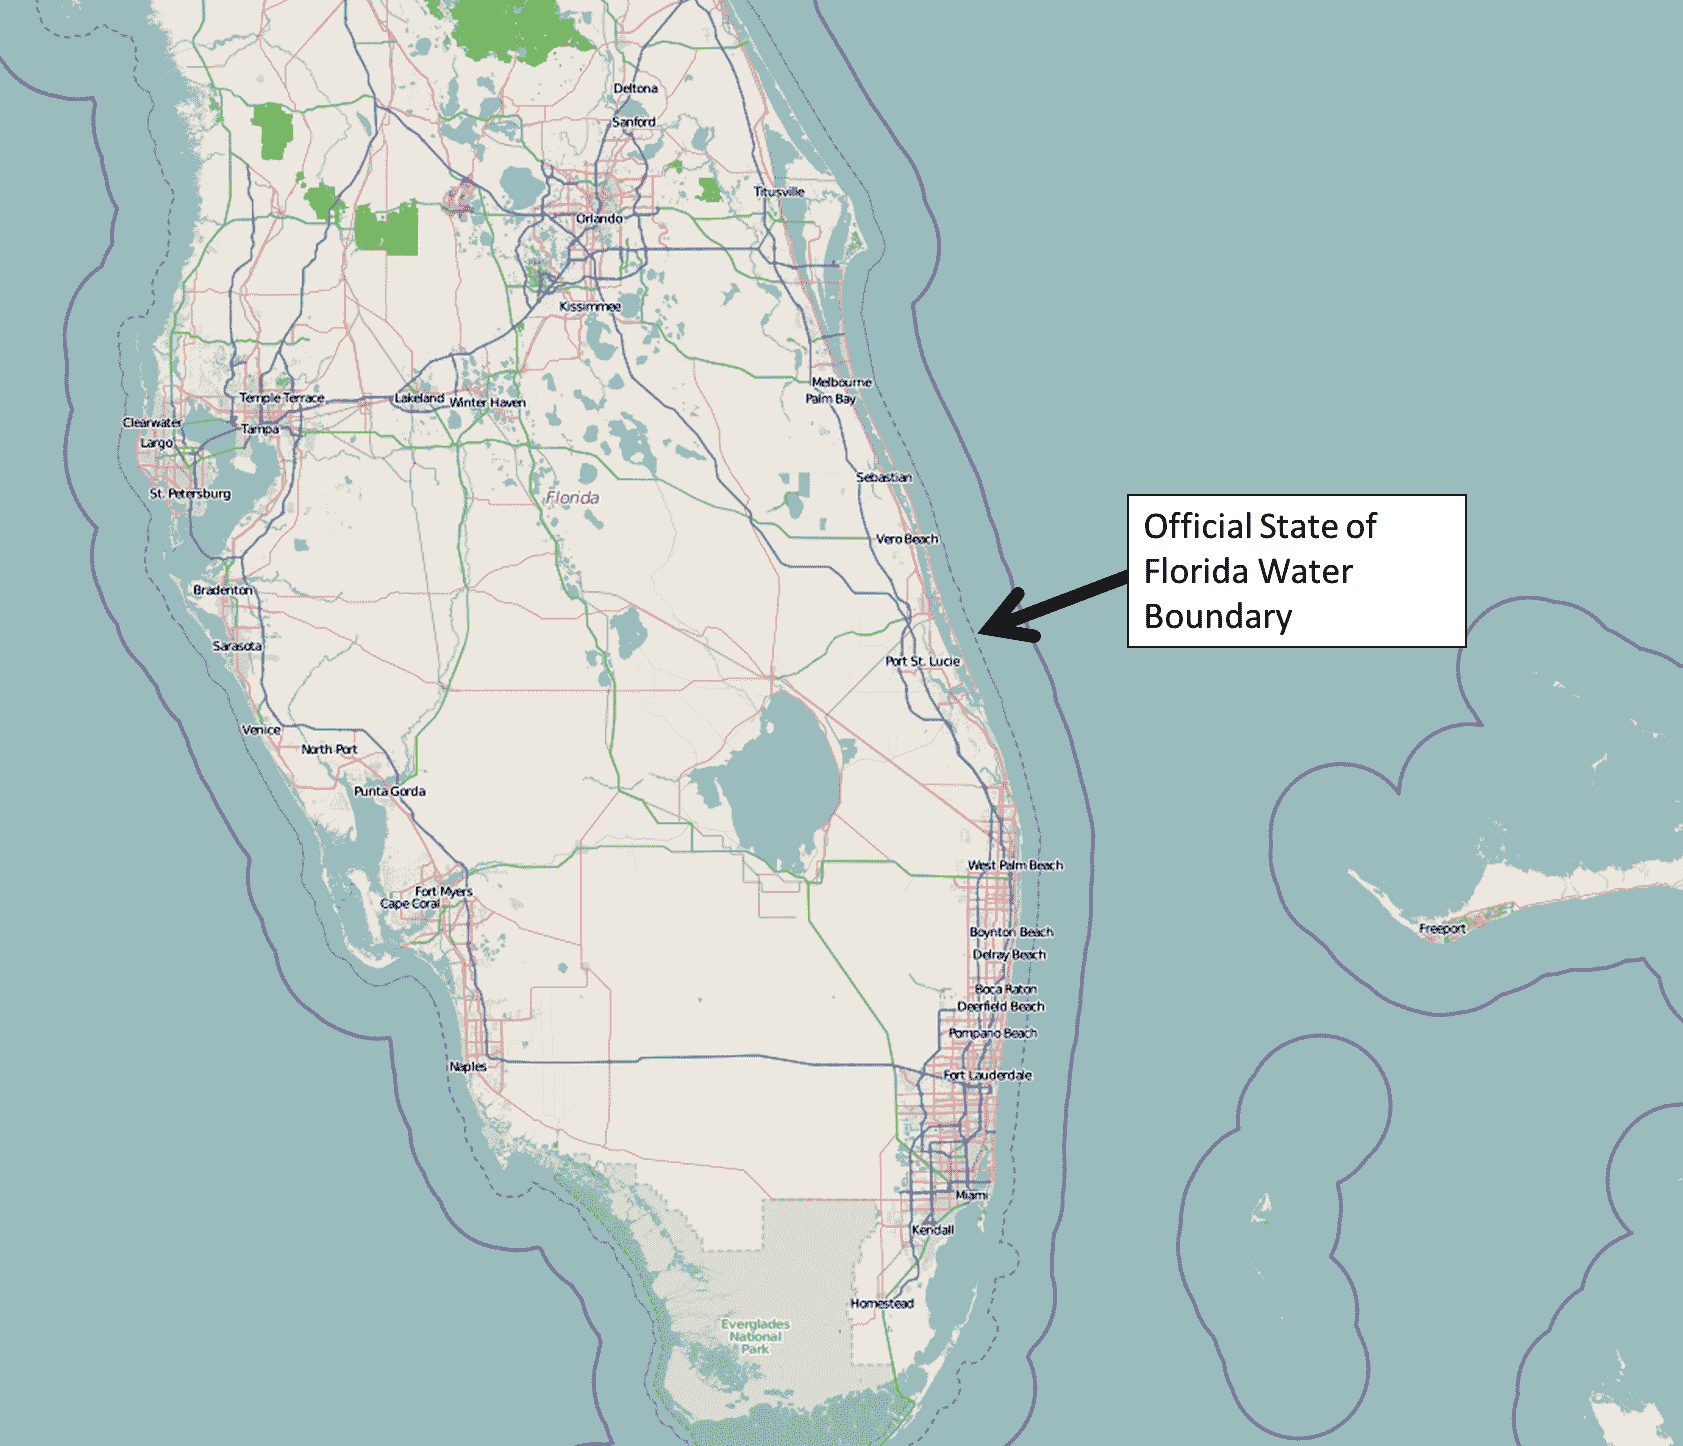 Deltona
Sanford
Titusville
Orlando
Kissimmee
Melbourne
Palm Bay
Temple Terrace
Lakeland
Winter Haven
Clearwater
Tampa
Largo
Sebastian
St. Petersburg
Florida
Official State of
Florida Water
Boundary
Vero Beach
Bradenton
Sarasota
Port St. Lucie
Venice
North Port
Punta Gorda
West Palm Beach
Fort Myers
Cape Coral
Freeport
Boynton Beach
Delray Beach
Boca Raton
Deerfield Beach
Pompano Beach
Naples
Fort Lauderdale
Miami
Kendall
Homestead
Everglades
National
Park